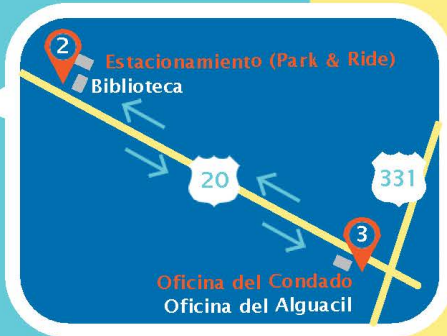 2
Estacionamiento (Park & Ride)
Biblioteca
20
331
3
Oficina del Condado
Oficina del Alguacil